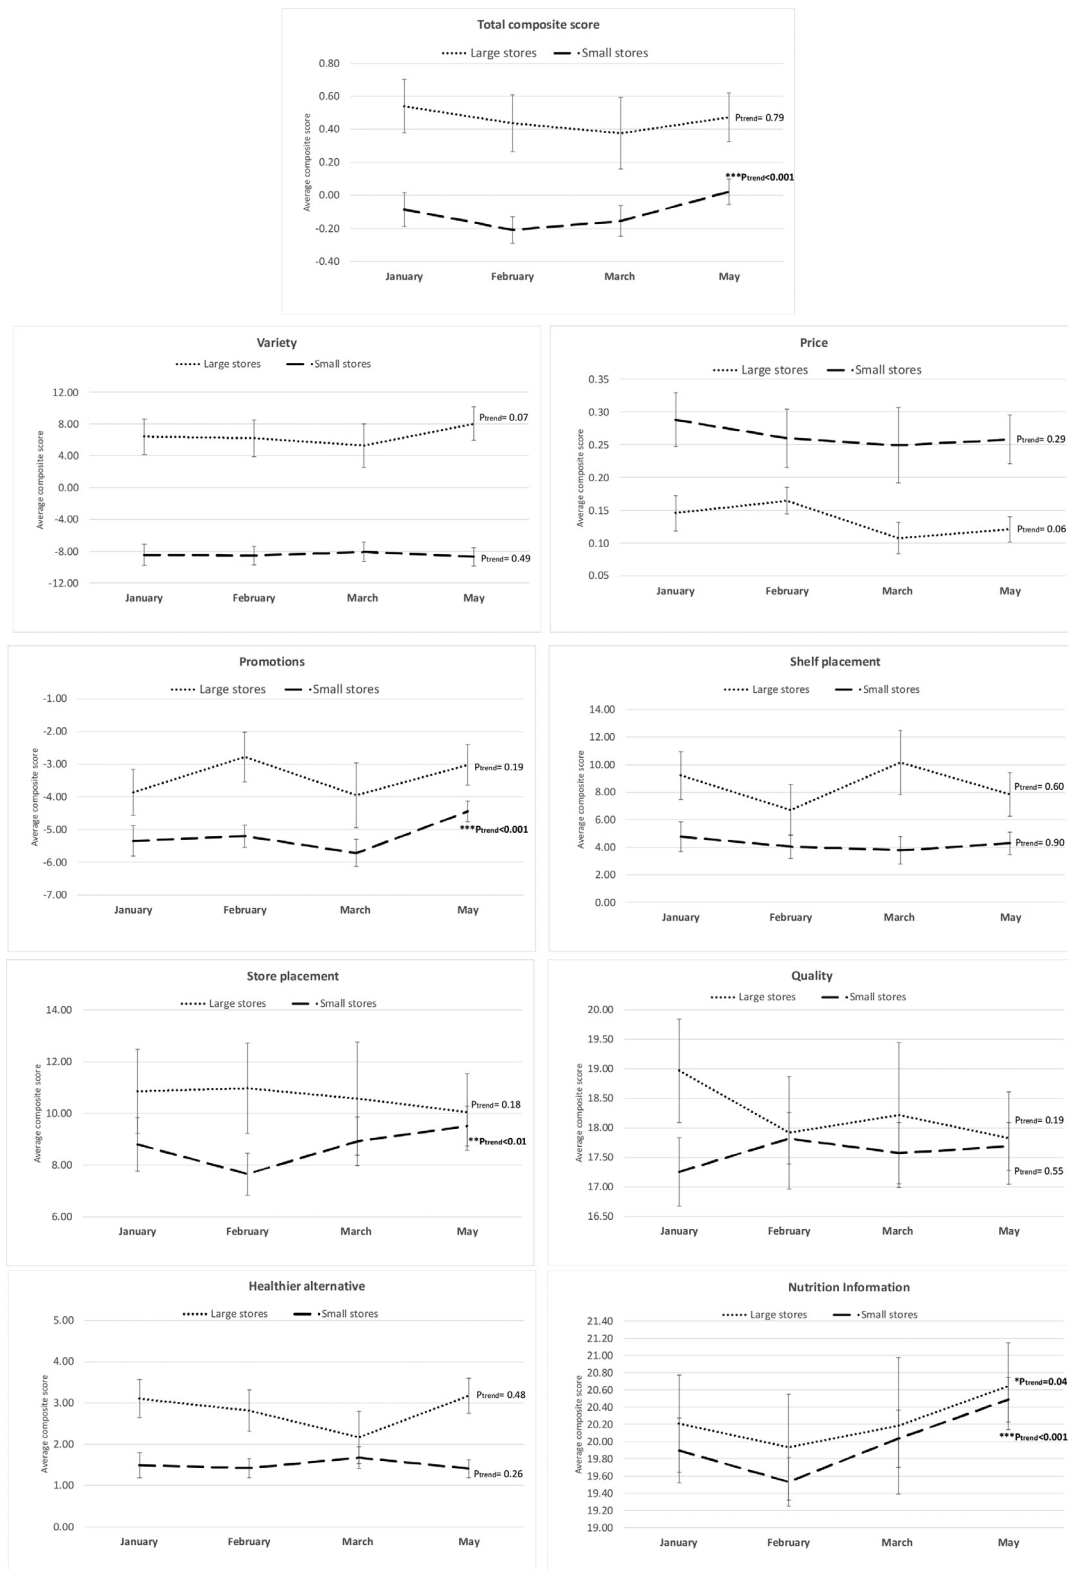 Total composite score
Large stores Small stores
Average composite score
0.80
0.60
0.40
0.20
0.00
-0.20
-0.40
Ptrend= 0.79
***Ptrend<0.001
January February March May
Variety
Large stores Small stores
Average composite score
12.00
8.00
4.00
0.00
-4.00
-8.00
-12.00
Ptrend= 0.07
Ptrend= 0.49
January February March May
Price
Large stores Small stores
Average composite score
0.35
0.30
0.25
0.20
0.15
0.10
0.05
Ptrend= 0.29
Ptrend= 0.06
January February March May
Promotions
Large stores Small stores
Average composite score
-1.00
-2.00
-3.00
-4.00
-5.00
-6.00
-7.00
Ptrend= 0.19
***Ptrend<0.001
January February March May
Shelf placement
Large stores Small stores
Average composite score
14.00
12.00
10.00
8.00
6.00
4.00
2.00
0.00
Ptrend= 0.60
Ptrend= 0.90
January February March May
Store placement
Large stores Small stores
Average composite score
14.00
12.00
10.00
8.00
6.00
Ptrend= 0.18
**Ptrend<0.01
January February March May
Quality
Large stores Small stores
Average composite score
20.00
19.50
19.00
18.50
18.00
17.50
17.00
16.50
Ptrend= 0.19
Ptrend= 0.55
January February March May
Healthier alternative
Large stores Small stores
Average composite score
5.00
4.00
3.00
2.00
1.00
0.00
Ptrend= 0.48
Ptrend= 0.26
January February March May
Nutrition Information
Large stores Small stores
Average composite score
21.40
21.20
21.00
20.80
20.60
20.40
20.20
20.00
19.80
19.60
19.40
19.20
19.00
*Ptrend=0.04
***Ptrend<0.001
January February March May